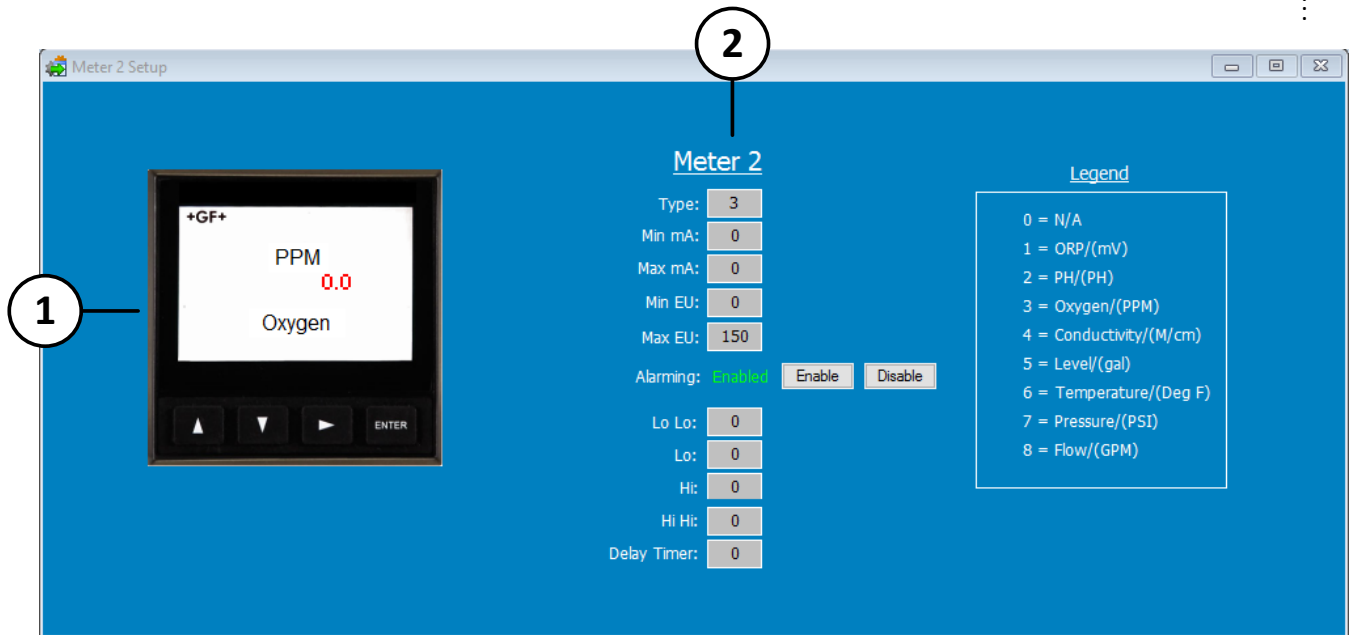 2
Meter 2 Setup
1
+GF+
PPM
0.0
Oxygen
ENTER
Meter 2
Type: 3
Min mA: 0
Max mA: 0
Min EU: 0
Max EU: 150
Alarming: Enabled Enable Disable
Lo Lo: 0
Lo: 0
Hi: 0
Hi Hi: 0
Delay Timer: 0
Legend
0 = N/A
1 = ORP/(mV)
2 = PH/(PH)
3 = Oxygen/(PPM)
4 = Conductivity/(M/cm)
5 = Level/(gal)
6 = Temperature/(Deg F)
7 = Pressure/(PSI)
8 = Flow/(GPM)